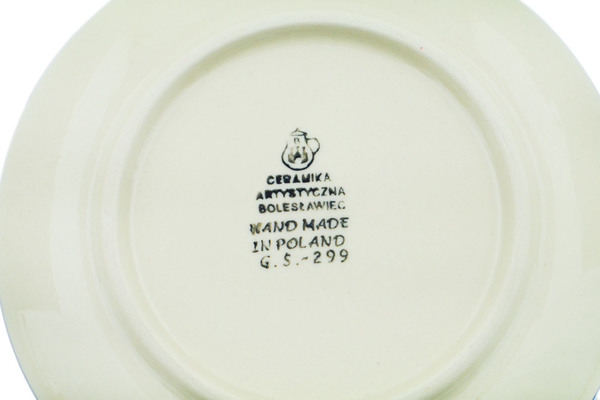 CERAMIKA
ARTYSTYCZNA
BOLESŁAWIEC
HAND MADE
IN POLAND
G.S.-299